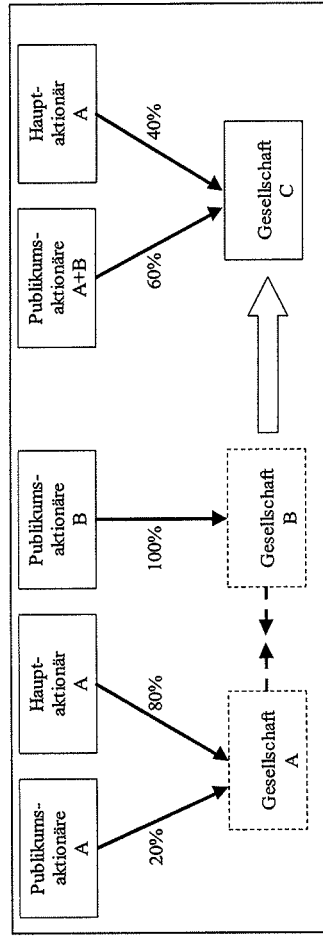 Publikums-
aktionäre
A
Haupt-
aktionär
A
Publikums-
aktionäre
B
Publikums-
aktionäre
A+B
Haupt-
aktionär
A
20%
80%
100%
60%
40%
Gesellschaft
A
Gesellschaft
B
Gesellschaft
C